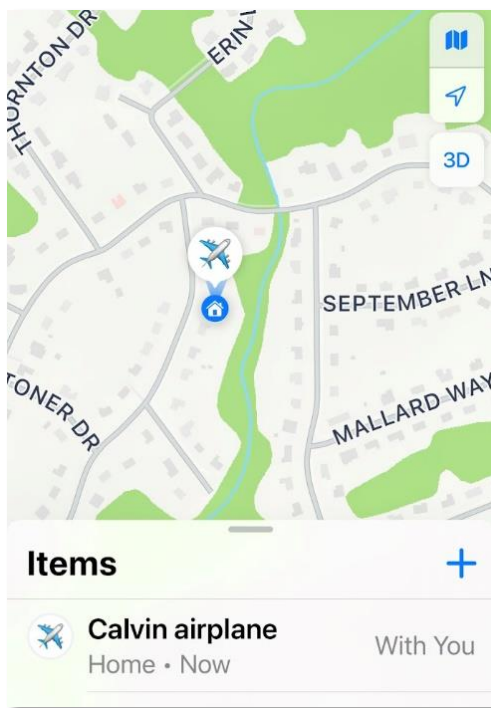 THORNTON DR
ERIN
3D
SEPTEMBER LN
TONER DR
MALLARD WAY
Items
Calvin airplane
Home • Now
With You